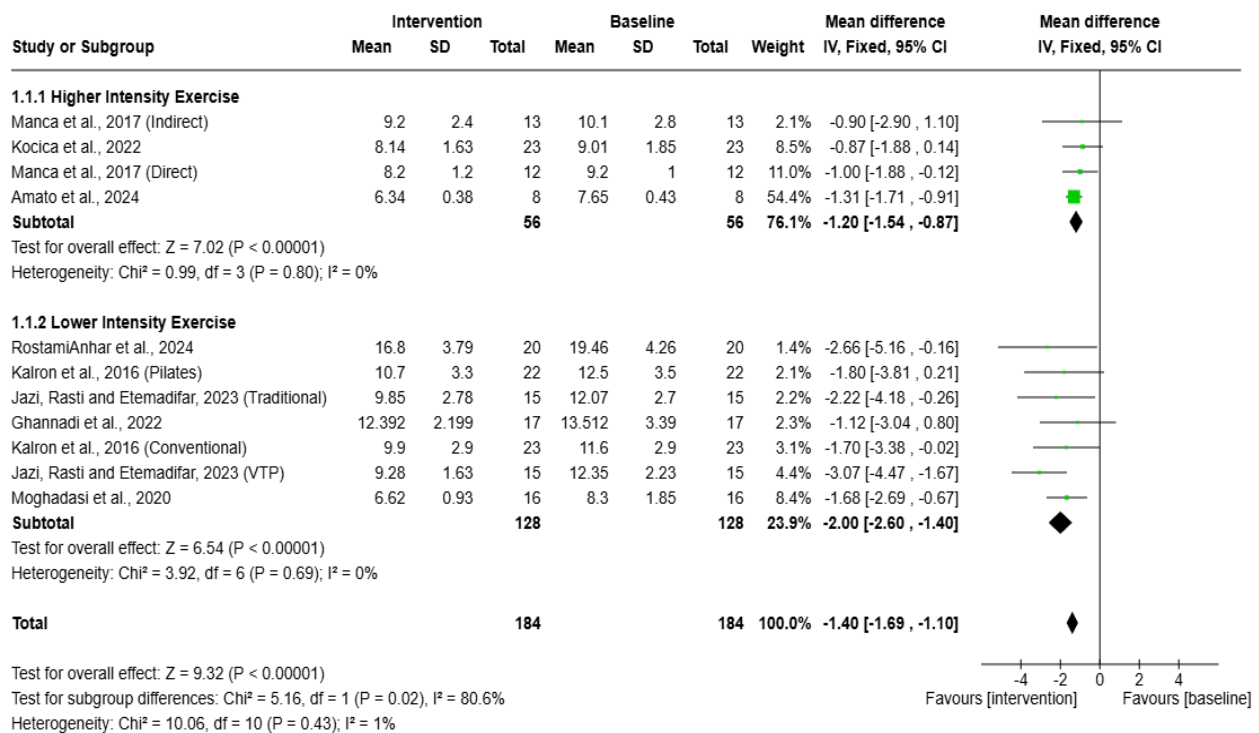 Intervention Baseline Mean difference Mean difference
Study or Subgroup Mean SD Total Mean SD Total Weight IV, Fixed, 95% CI IV, Fixed, 95% CI
1.1.1 Higher Intensity Exercise
Manca et al., 2017 (Indirect) 9.2 2.4 13 10.1 2.8 13 2.1% -0.90 [-2.90 , 1.10]
Kocica et al., 2022 8.14 1.63 23 9.01 1.85 23 8.5% -0.87 [-1.88 , 0.14]
Manca et al., 2017 (Direct) 8.2 1.2 12 9.2 1 12 11.0% -1.00 [-1.88 , -0.12]
Amato et al., 2024 6.34 0.38 8 7.65 0.43 8 54.4% -1.31 [-1.71 , -0.91]
Subtotal 56 56 76.1% -1.20 [-1.54 , -0.87]
Test for overall effect: Z = 7.02 (P < 0.00001)
Heterogeneity: Chi² = 0.99, df = 3 (P = 0.80); I² = 0%
1.1.2 Lower Intensity Exercise
RostamiAnhar et al., 2024 16.8 3.79 20 19.46 4.26 20 1.4% -2.66 [-5.16 , -0.16]
Kalron et al., 2016 (Pilates) 10.7 3.3 22 12.5 3.5 22 2.1% -1.80 [-3.81 , 0.21]
Jazi, Rasti and Etemadifar, 2023 (Traditional) 9.85 2.78 15 12.07 2.7 15 2.2% -2.22 [-4.18 , -0.26]
Ghannadi et al., 2022 12.392 2.199 17 13.512 3.39 17 2.3% -1.12 [-3.04 , 0.80]
Kalron et al., 2016 (Conventional) 9.9 2.9 23 11.6 2.9 23 3.1% -1.70 [-3.38 , -0.02]
Jazi, Rasti and Etemadifar, 2023 (VTP) 9.28 1.63 15 12.35 2.23 15 4.4% -3.07 [-4.47 , -1.67]
Moghadasi et al., 2020 6.62 0.93 16 8.3 1.85 16 8.4% -1.68 [-2.69 , -0.67]
Subtotal 128 128 23.9% -2.00 [-2.60 , -1.40]
Test for overall effect: Z = 6.54 (P < 0.00001)
Heterogeneity: Chi² = 3.92, df = 6 (P = 0.69); I² = 0%
Total 184 184 100.0% -1.40 [-1.69 , -1.10]
Test for overall effect: Z = 9.32 (P < 0.00001)
Test for subgroup differences: Chi² = 5.16, df = 1 (P = 0.02), I² = 80.6%
Heterogeneity: Chi² = 10.06, df = 10 (P = 0.43); I² = 1%
-4 -2 0 2 4
Favours [intervention] Favours [baseline]